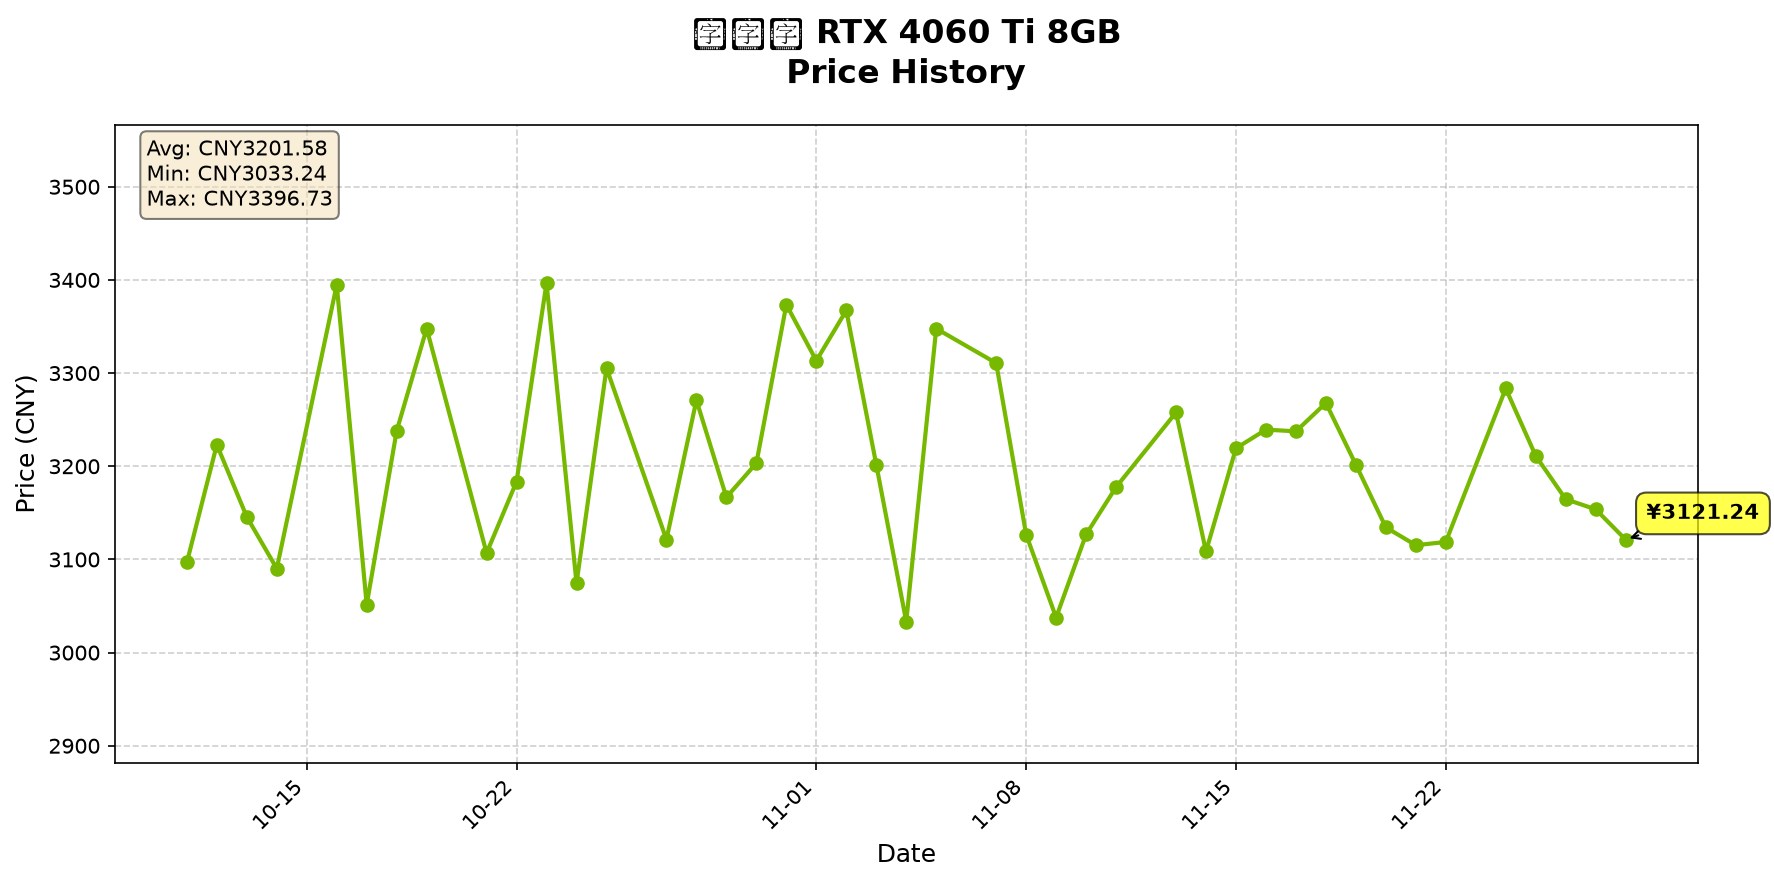 RTX 4060 Ti 8GB
Price History
Avg: CNY3201.58
Min: CNY3033.24
Max: CNY3396.73
3500
3400
3300
3200
3100
3000
2900
Price (CNY)
¥3121.24
10-15
10-22
11-01
11-08
11-15
11-22
Date